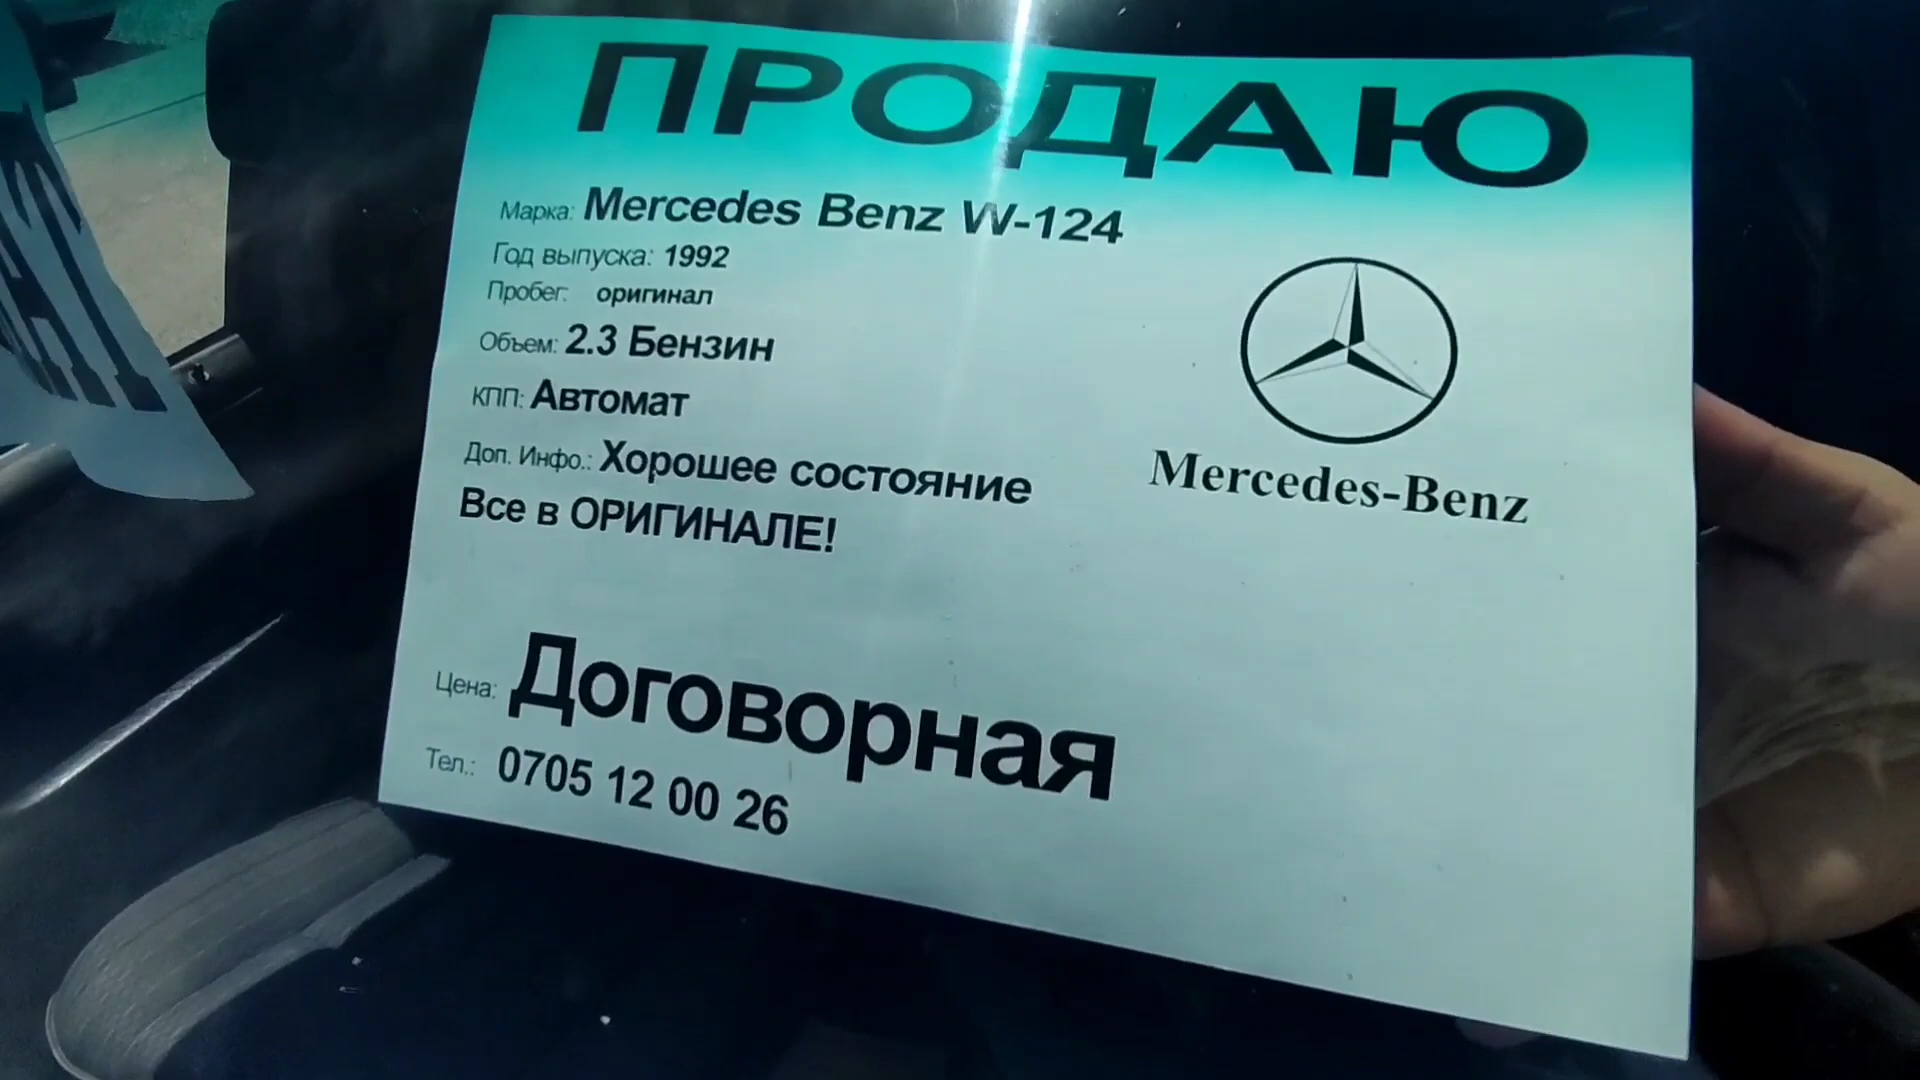 ПРОДАЮ
Марка: Mercedes Benz W-124
Год выпуска: 1992
Пробег: оригинал
Объем: 2.3 Бензин
КПП: Автомат
Доп. Инфо.: Хорошее состояние
Все в ОРИГИНАЛЕ!
Mercedes-Benz
Цена: Договорная
Тел.: 0705 12 00 26